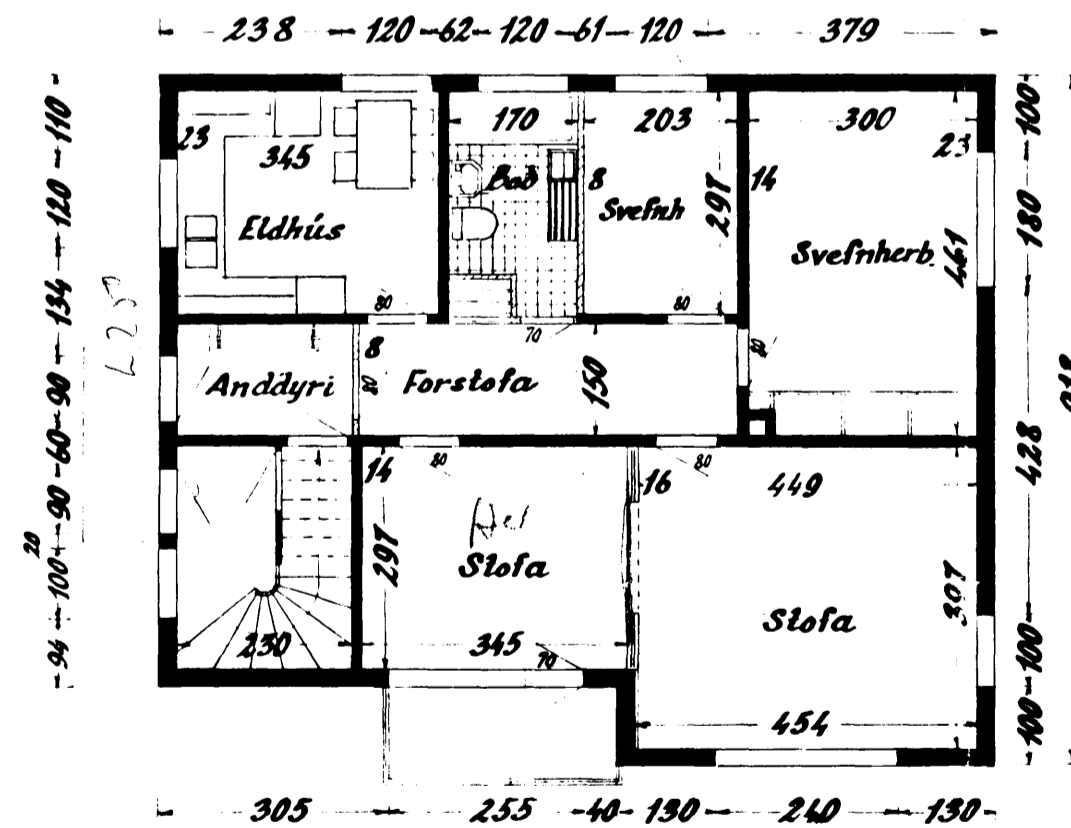 238 120 62 120 61 120 379
110 120 134 90 60 90 100 94
20
100 180 428 100 100
170 203 300
23 345 23
Bað 8 14
Eldhús Svefnh 297 Svefnherb. 461
80 80
70 80
Anddyri 8 80 Forstofa 150
80 80
14 16 449
297 Stofa
Stofa 307
230 345 70
454
305 255 40 130 240 130